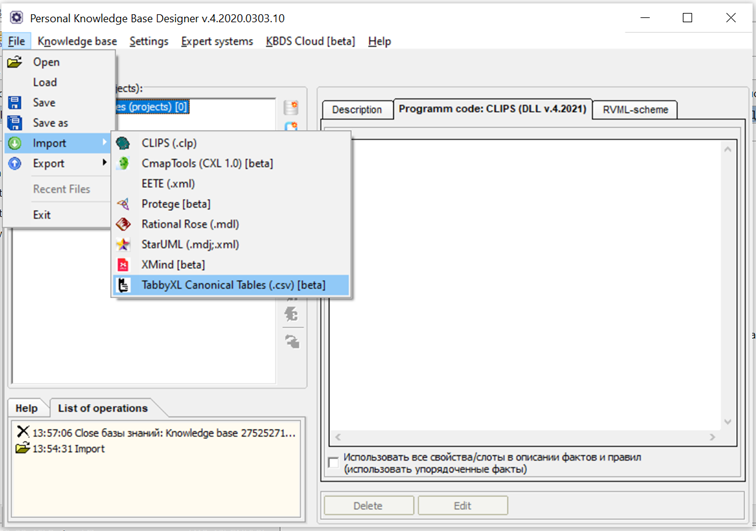 Personal Knowledge Base Designer v.4.2020.0303.10
File Knowledge base Settings Expert systems KBDS Cloud [beta] Help
Open
Load
Save
Save as
Import
Export
Recent Files
Exit
(projects) [0]
CLIPS (.clp)
CmapTools (CXL 1.0) [beta]
EETE (.xml)
Protege [beta]
Rational Rose (.mdl)
StarUML (.mdj;.xml)
XMind [beta]
TabbyXL Canonical Tables (.csv) [beta]
Description Programm code: CLIPS (DLL v.4.2021) RVML-scheme
Использовать все свойства/слоты в описании фактов и правил
(использовать упорядоченные факты)
Delete Edit
Help List of operations
13:57:06 Close базы знаний: Knowledge base 27525271...
13:54:31 Import